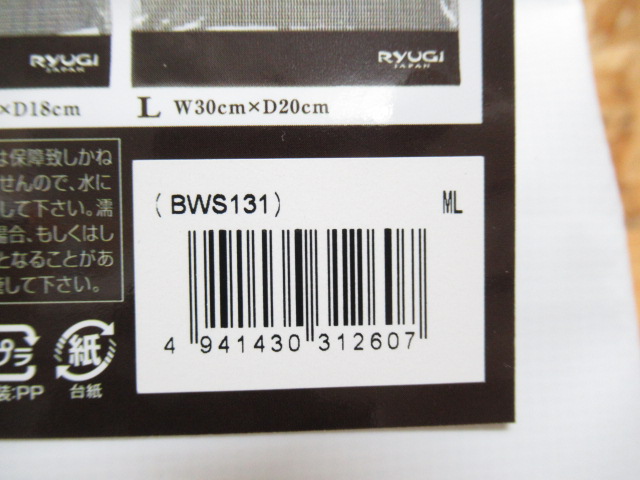 RYUGI
JAPAN
RYUGI
JAPAN
×D18cm
L W30cm×D20cm
は保障致しかね
せんので、水に
して下さい。濡
場合、もしくはし
となることがあ
して下さい。
プラ
装:PP
紙
台紙
(BWS131) ML
4 941430 312607